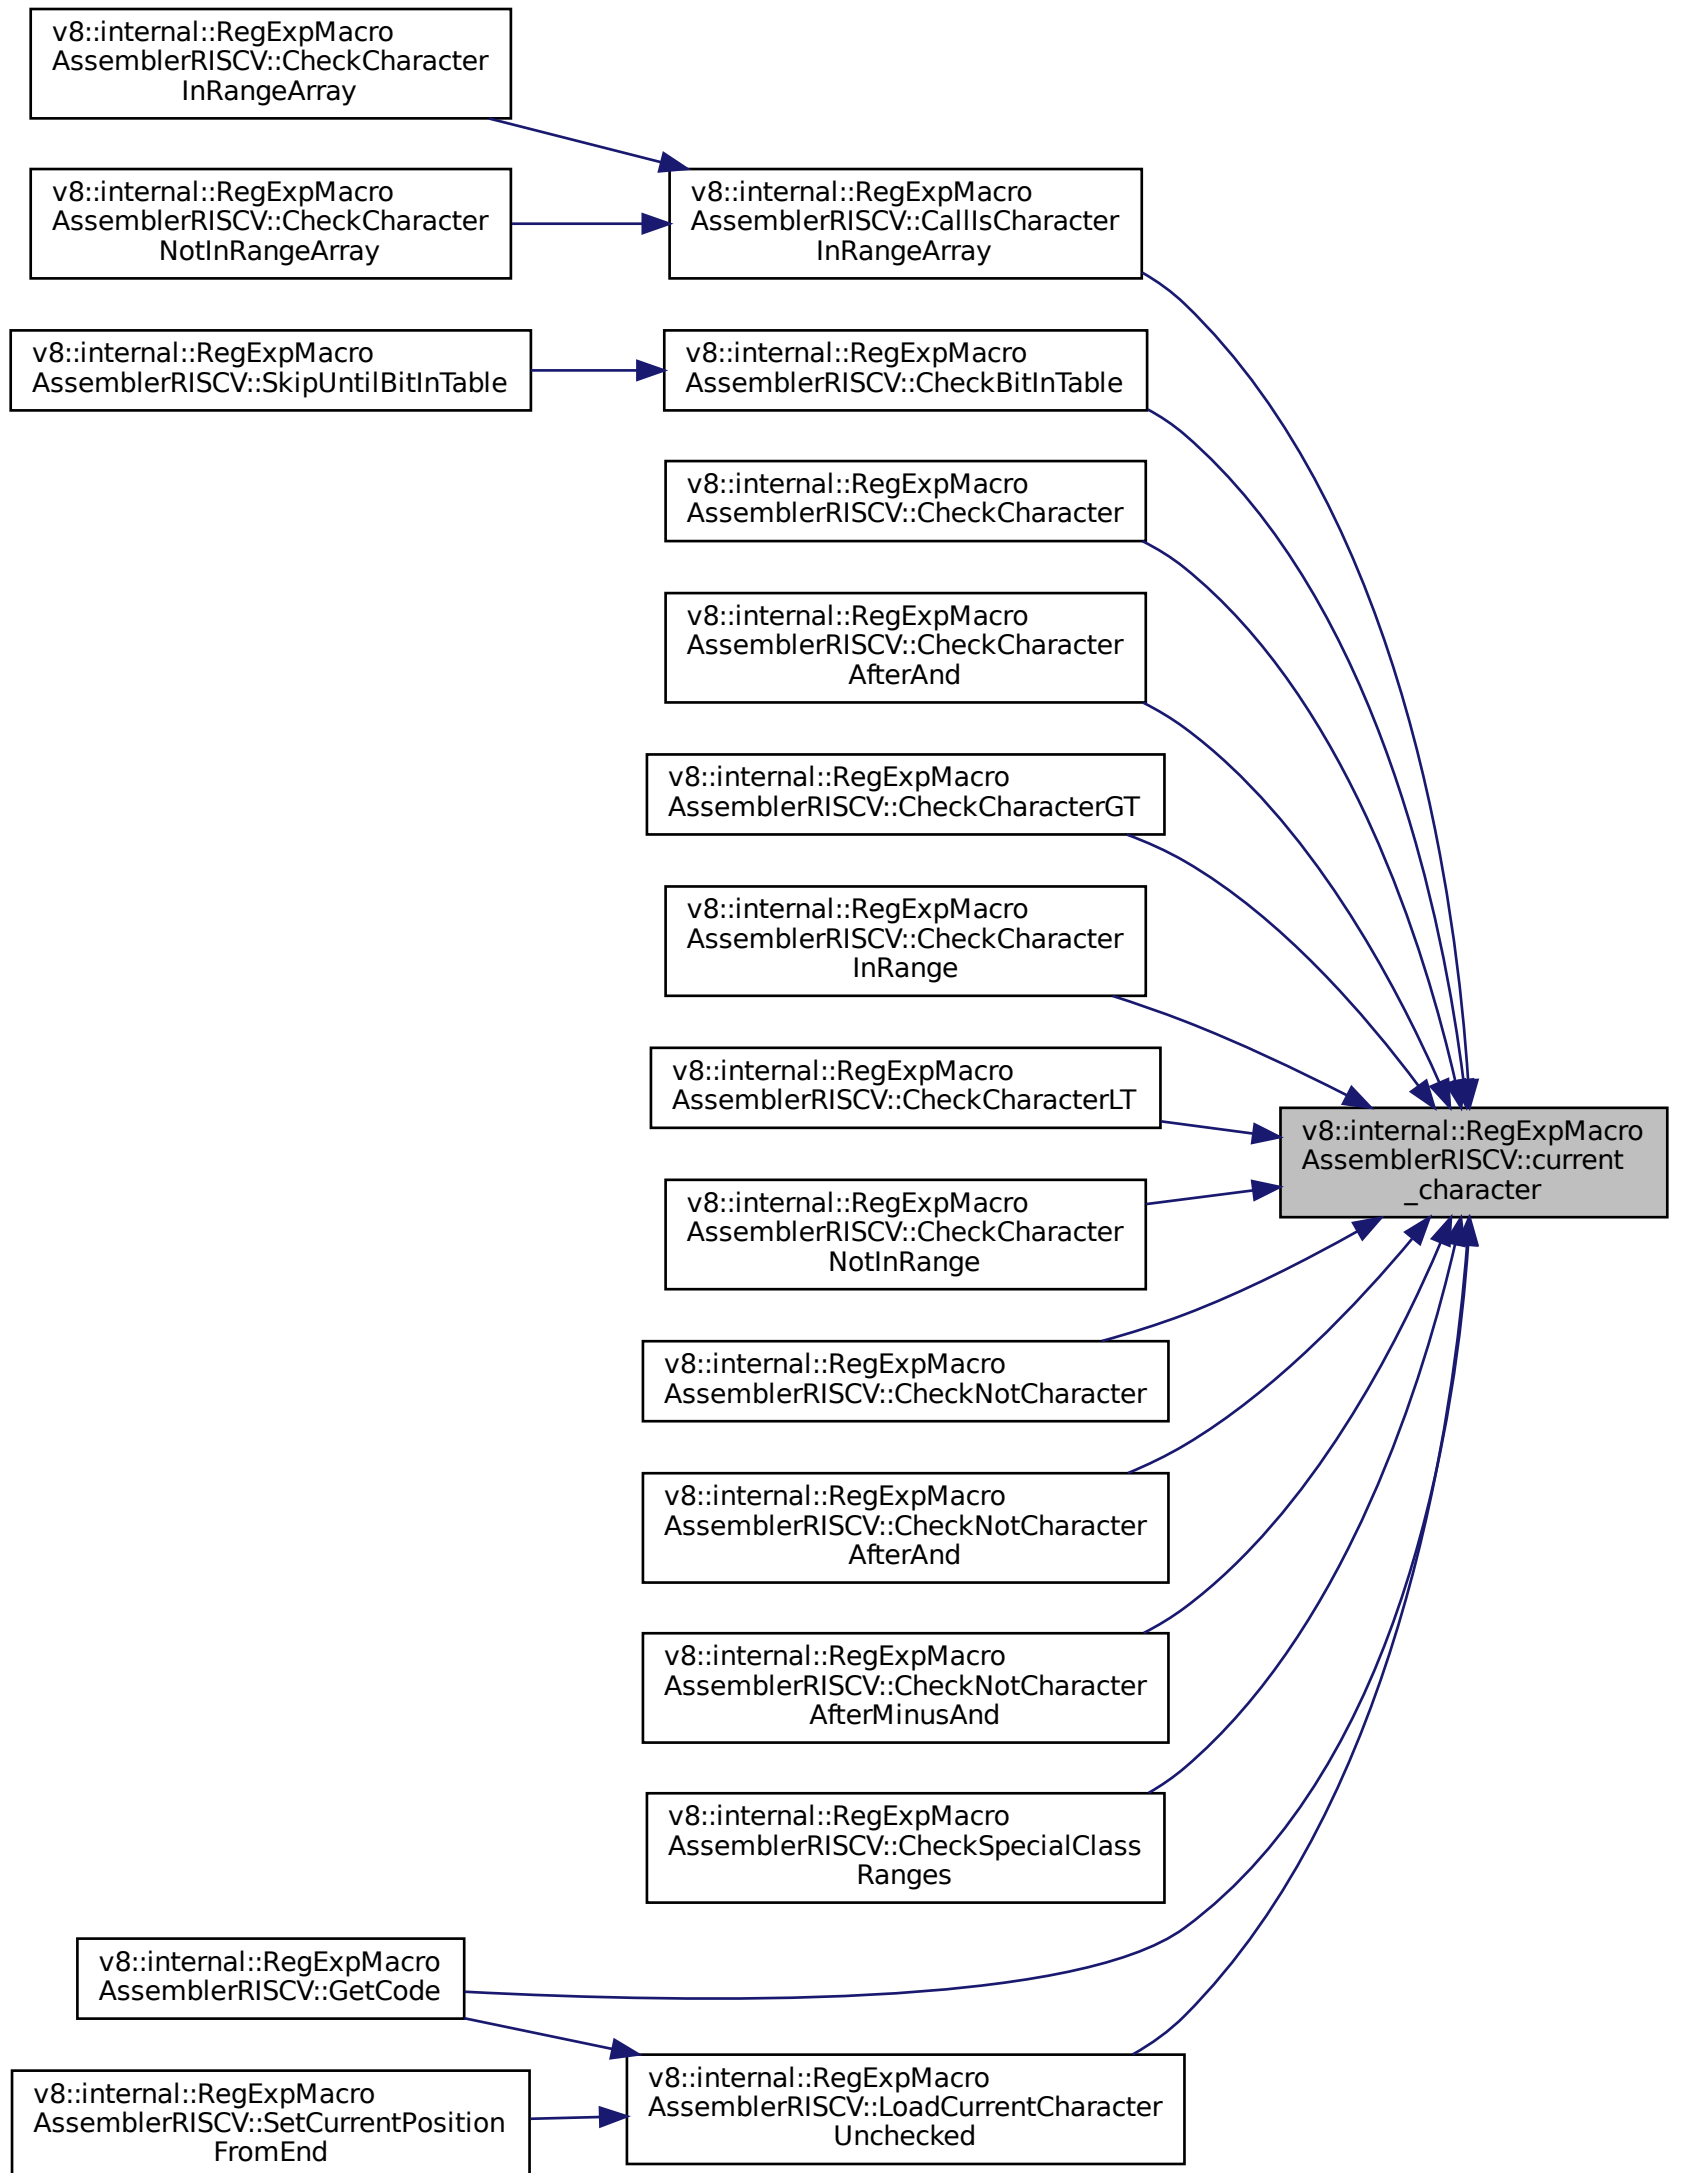 v8::internal::RegExpMacro
AssemblerRISCV::CheckCharacter
InRangeArray
v8::internal::RegExpMacro
AssemblerRISCV::CheckCharacter
NotInRangeArray
v8::internal::RegExpMacro
AssemblerRISCV::CallIsCharacter
InRangeArray
v8::internal::RegExpMacro
AssemblerRISCV::SkipUntilBitInTable
v8::internal::RegExpMacro
AssemblerRISCV::CheckBitInTable
v8::internal::RegExpMacro
AssemblerRISCV::CheckCharacter
v8::internal::RegExpMacro
AssemblerRISCV::CheckCharacter
AfterAnd
v8::internal::RegExpMacro
AssemblerRISCV::CheckCharacterGT
v8::internal::RegExpMacro
AssemblerRISCV::CheckCharacter
InRange
v8::internal::RegExpMacro
AssemblerRISCV::CheckCharacterLT
v8::internal::RegExpMacro
AssemblerRISCV::current
_character
v8::internal::RegExpMacro
AssemblerRISCV::CheckCharacter
NotInRange
v8::internal::RegExpMacro
AssemblerRISCV::CheckNotCharacter
v8::internal::RegExpMacro
AssemblerRISCV::CheckNotCharacter
AfterAnd
v8::internal::RegExpMacro
AssemblerRISCV::CheckNotCharacter
AfterMinusAnd
v8::internal::RegExpMacro
AssemblerRISCV::CheckSpecialClass
Ranges
v8::internal::RegExpMacro
AssemblerRISCV::GetCode
v8::internal::RegExpMacro
AssemblerRISCV::LoadCurrentCharacter
Unchecked
v8::internal::RegExpMacro
AssemblerRISCV::SetCurrentPosition
FromEnd